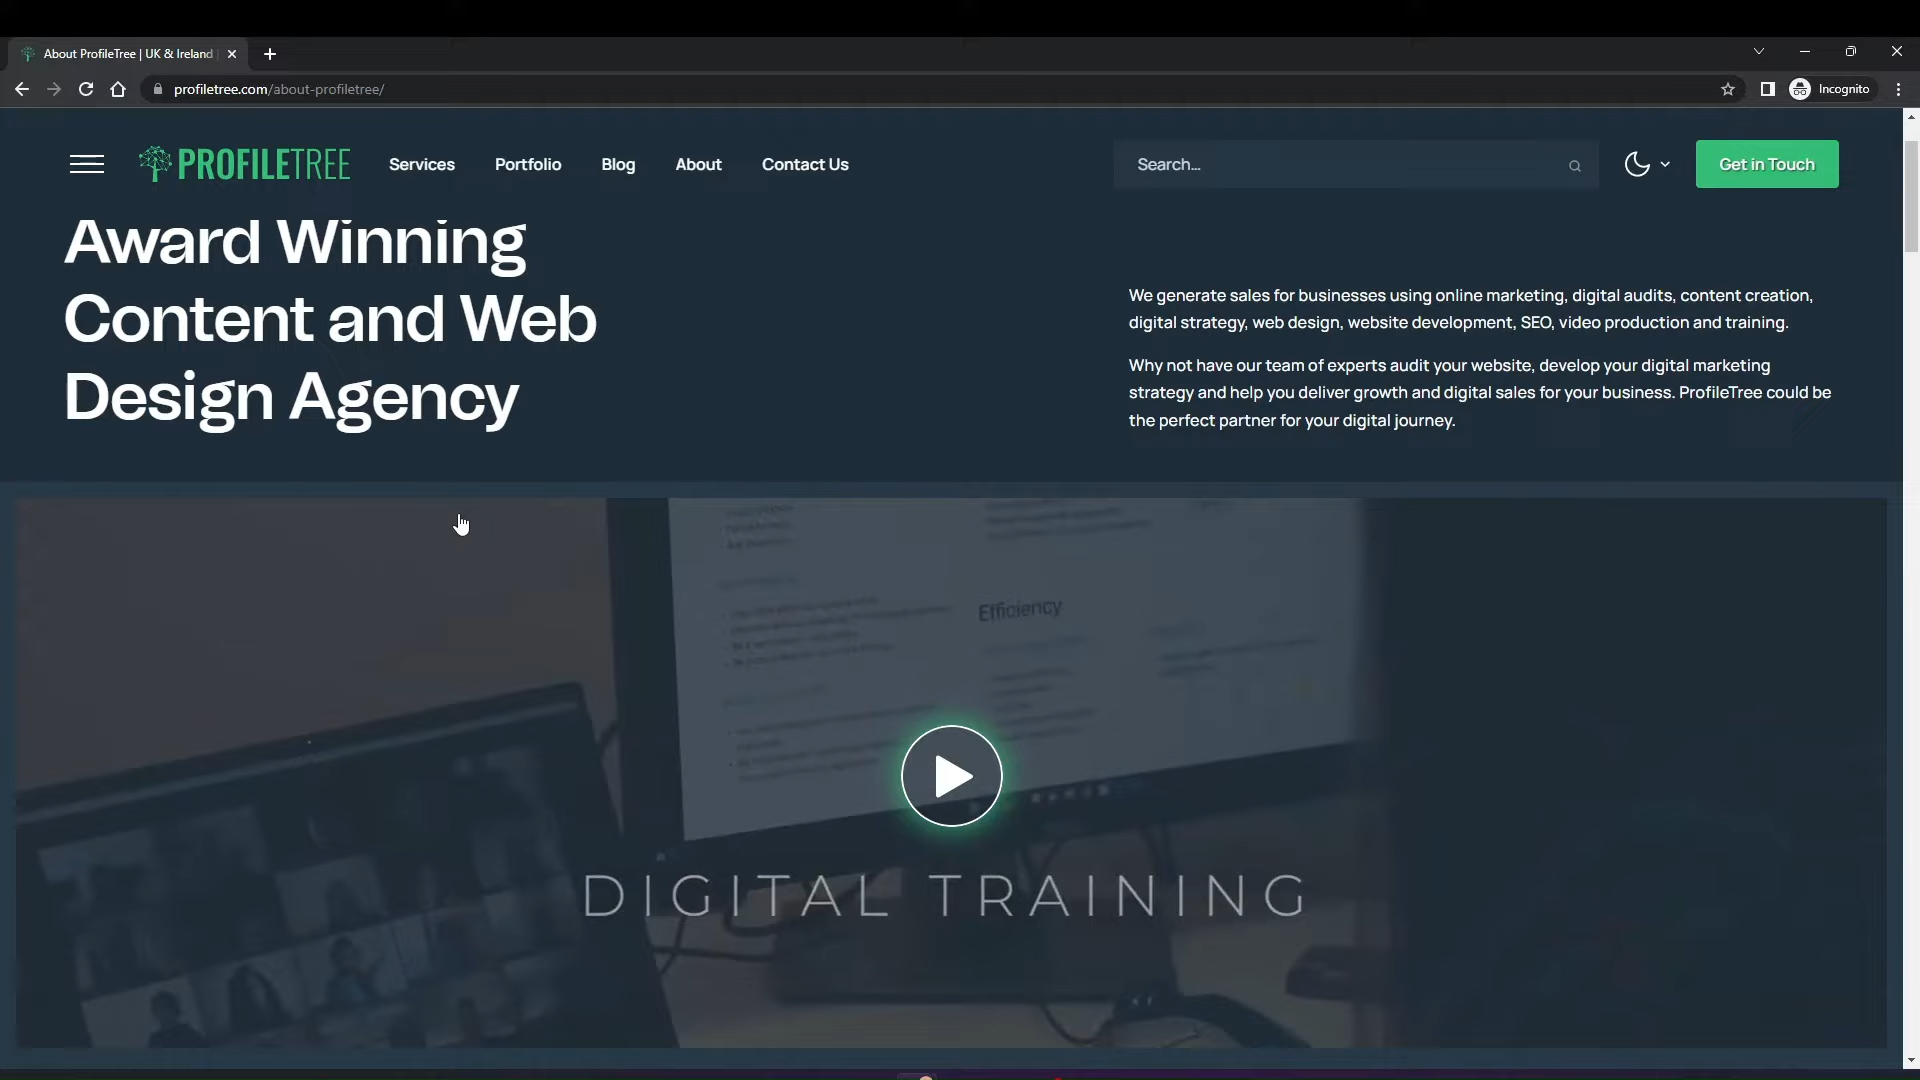 About ProfileTree | UK & Ireland
profiletree.com/about-profiletree/
Incognito
PROFILETREE
Services
Portfolio
Blog
About
Contact Us
Search...
Get in Touch
Award Winning
Content and Web
Design Agency
We generate sales for businesses using online marketing, digital audits, content creation,
digital strategy, web design, website development, SEO, video production and training.
Why not have our team of experts audit your website, develop your digital marketing
strategy and help you deliver growth and digital sales for your business. ProfileTree could be
the perfect partner for your digital journey.
Efficiency
DIGITAL TRAINING